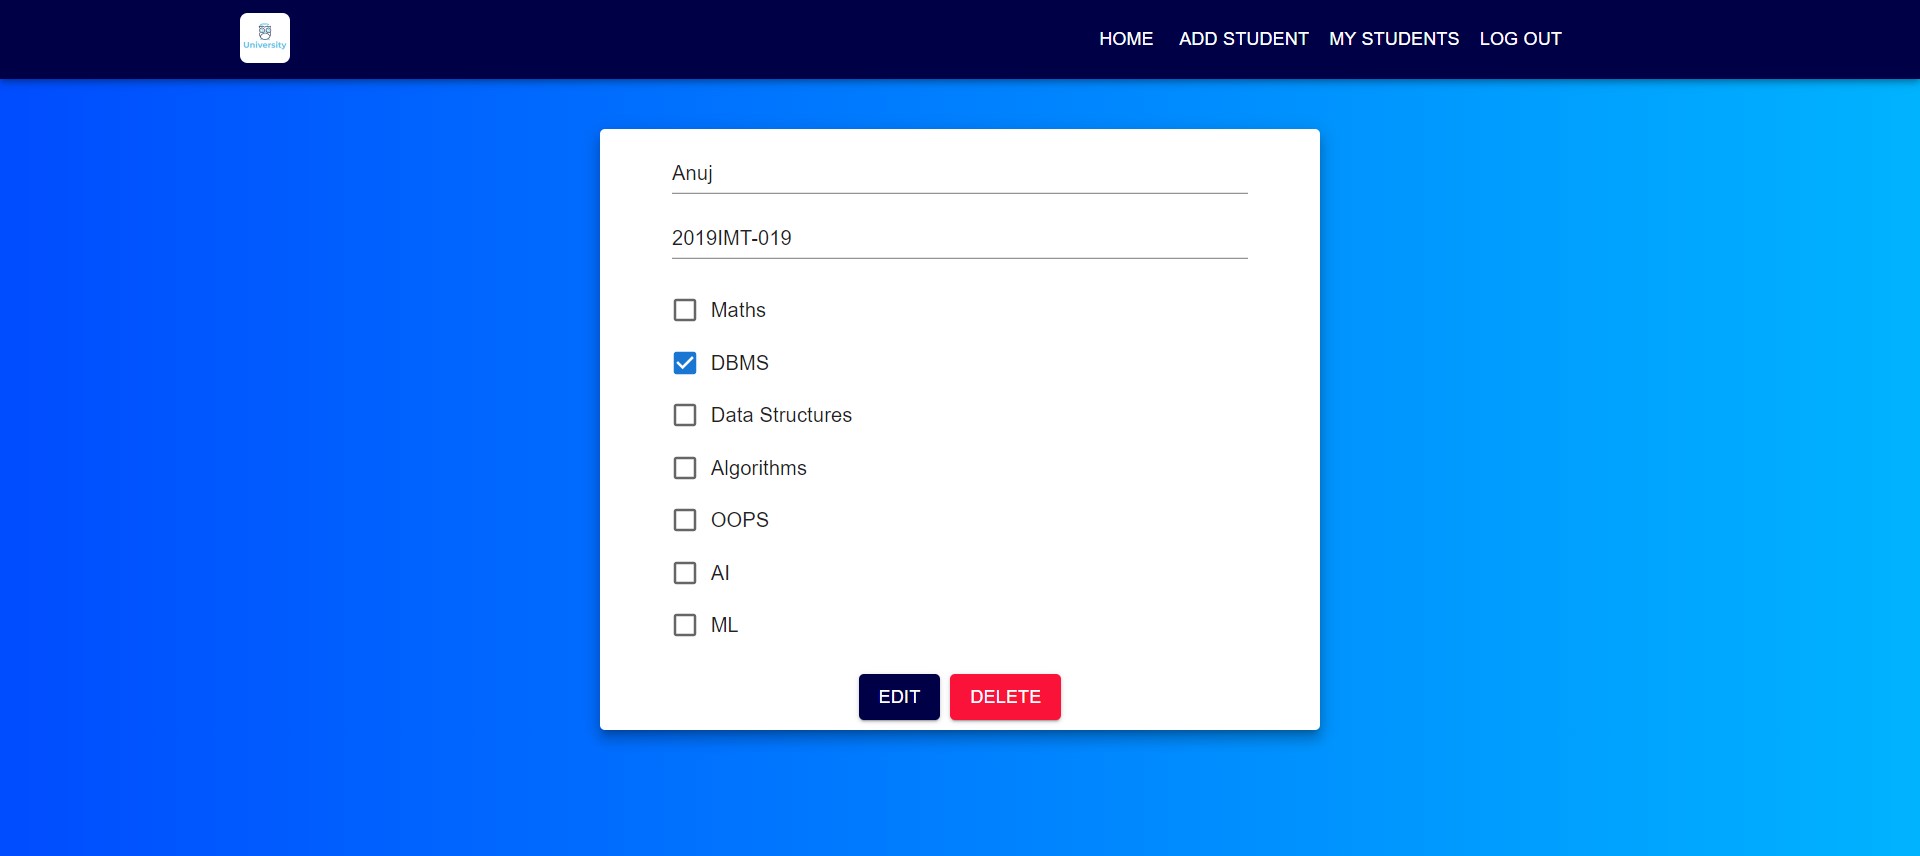 University
HOME ADD STUDENT MY STUDENTS LOG OUT
Anuj
2019IMT-019
Maths
DBMS
Data Structures
Algorithms
OOPS
AI
ML
EDIT DELETE